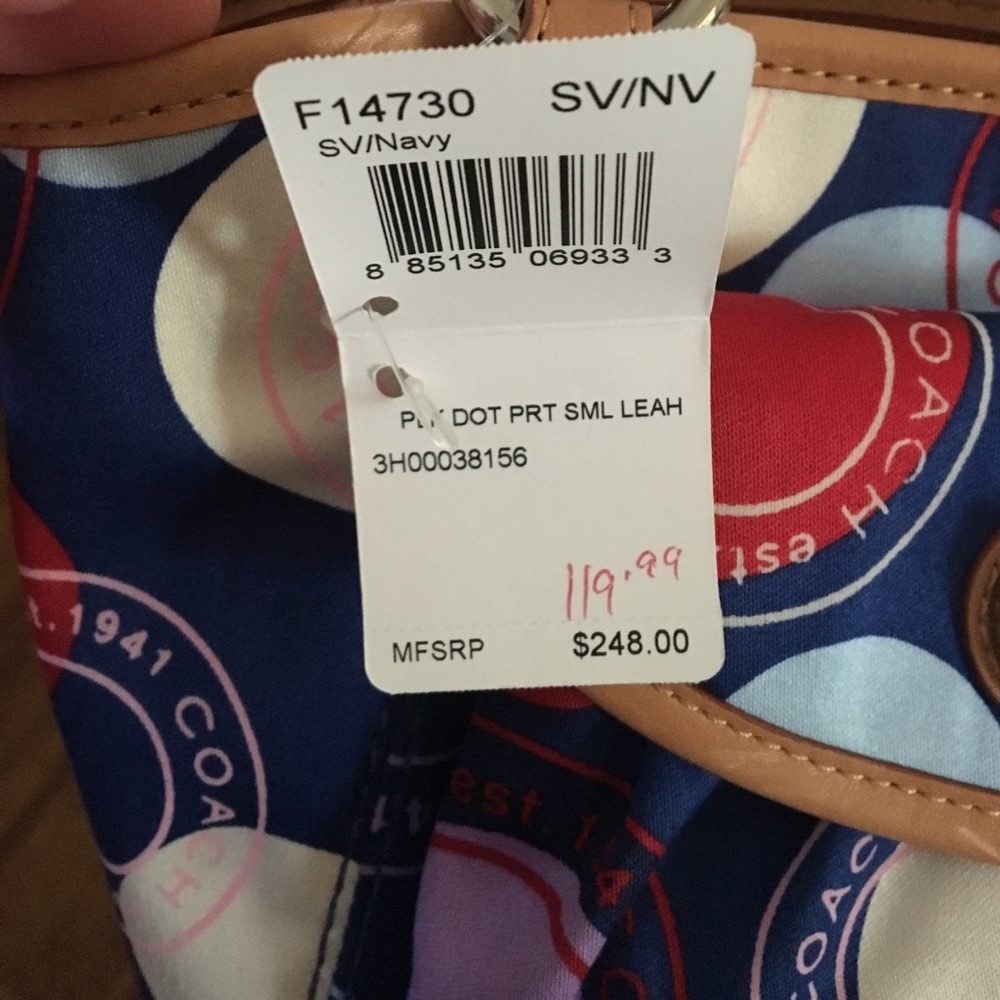 F14730 SV/NV
SV/Navy
8 85135 06933 3
DOT PRT SML LEAH
3H00038156
119.99
MFSRP $248.00
COACH
est.
1941 COACH
est.
COAC